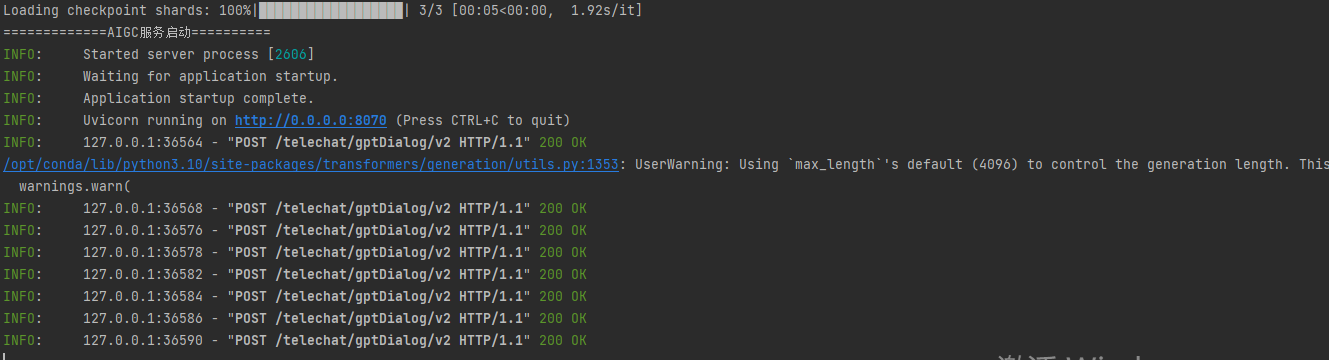 Loading checkpoint shards: 100%|██████████████████| 3/3 [00:05<00:00,  1.92s/it]
=============AIGC服务启动==========
INFO:     Started server process [2606]
INFO:     Waiting for application startup.
INFO:     Application startup complete.
INFO:     Uvicorn running on http://0.0.0.0:8070 (Press CTRL+C to quit)
INFO:     127.0.0.1:36564 - "POST /telechat/gptDialog/v2 HTTP/1.1" 200 OK
/opt/conda/lib/python3.10/site-packages/transformers/generation/utils.py:1353: UserWarning: Using `max_length`'s default (4096) to control the generation length. This
  warnings.warn(
INFO:     127.0.0.1:36568 - "POST /telechat/gptDialog/v2 HTTP/1.1" 200 OK
INFO:     127.0.0.1:36576 - "POST /telechat/gptDialog/v2 HTTP/1.1" 200 OK
INFO:     127.0.0.1:36578 - "POST /telechat/gptDialog/v2 HTTP/1.1" 200 OK
INFO:     127.0.0.1:36582 - "POST /telechat/gptDialog/v2 HTTP/1.1" 200 OK
INFO:     127.0.0.1:36584 - "POST /telechat/gptDialog/v2 HTTP/1.1" 200 OK
INFO:     127.0.0.1:36586 - "POST /telechat/gptDialog/v2 HTTP/1.1" 200 OK
INFO:     127.0.0.1:36590 - "POST /telechat/gptDialog/v2 HTTP/1.1" 200 OK